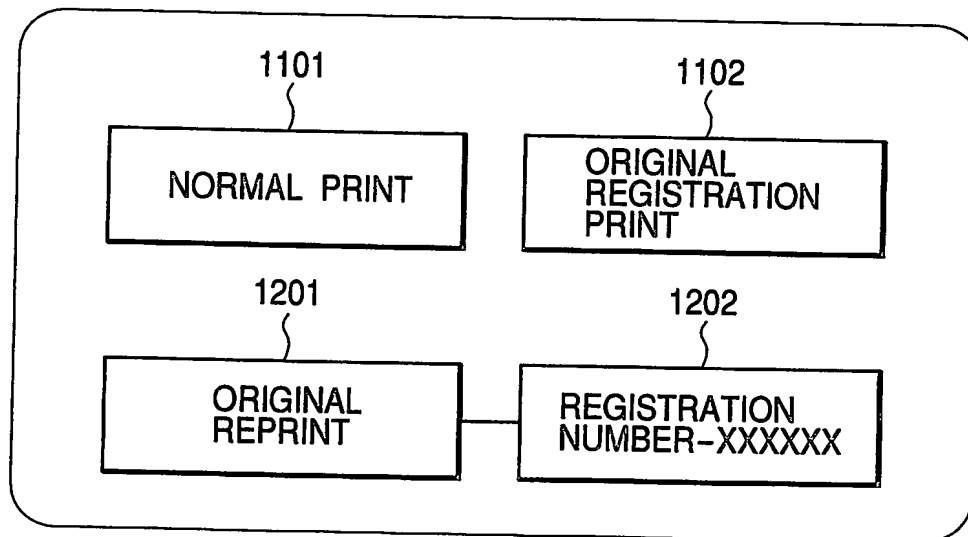 1101
1102
NORMAL PRINT
ORIGINAL
REGISTRATION
PRINT
1201
1202
ORIGINAL
REPRINT
REGISTRATION
NUMBER-XXXXXX